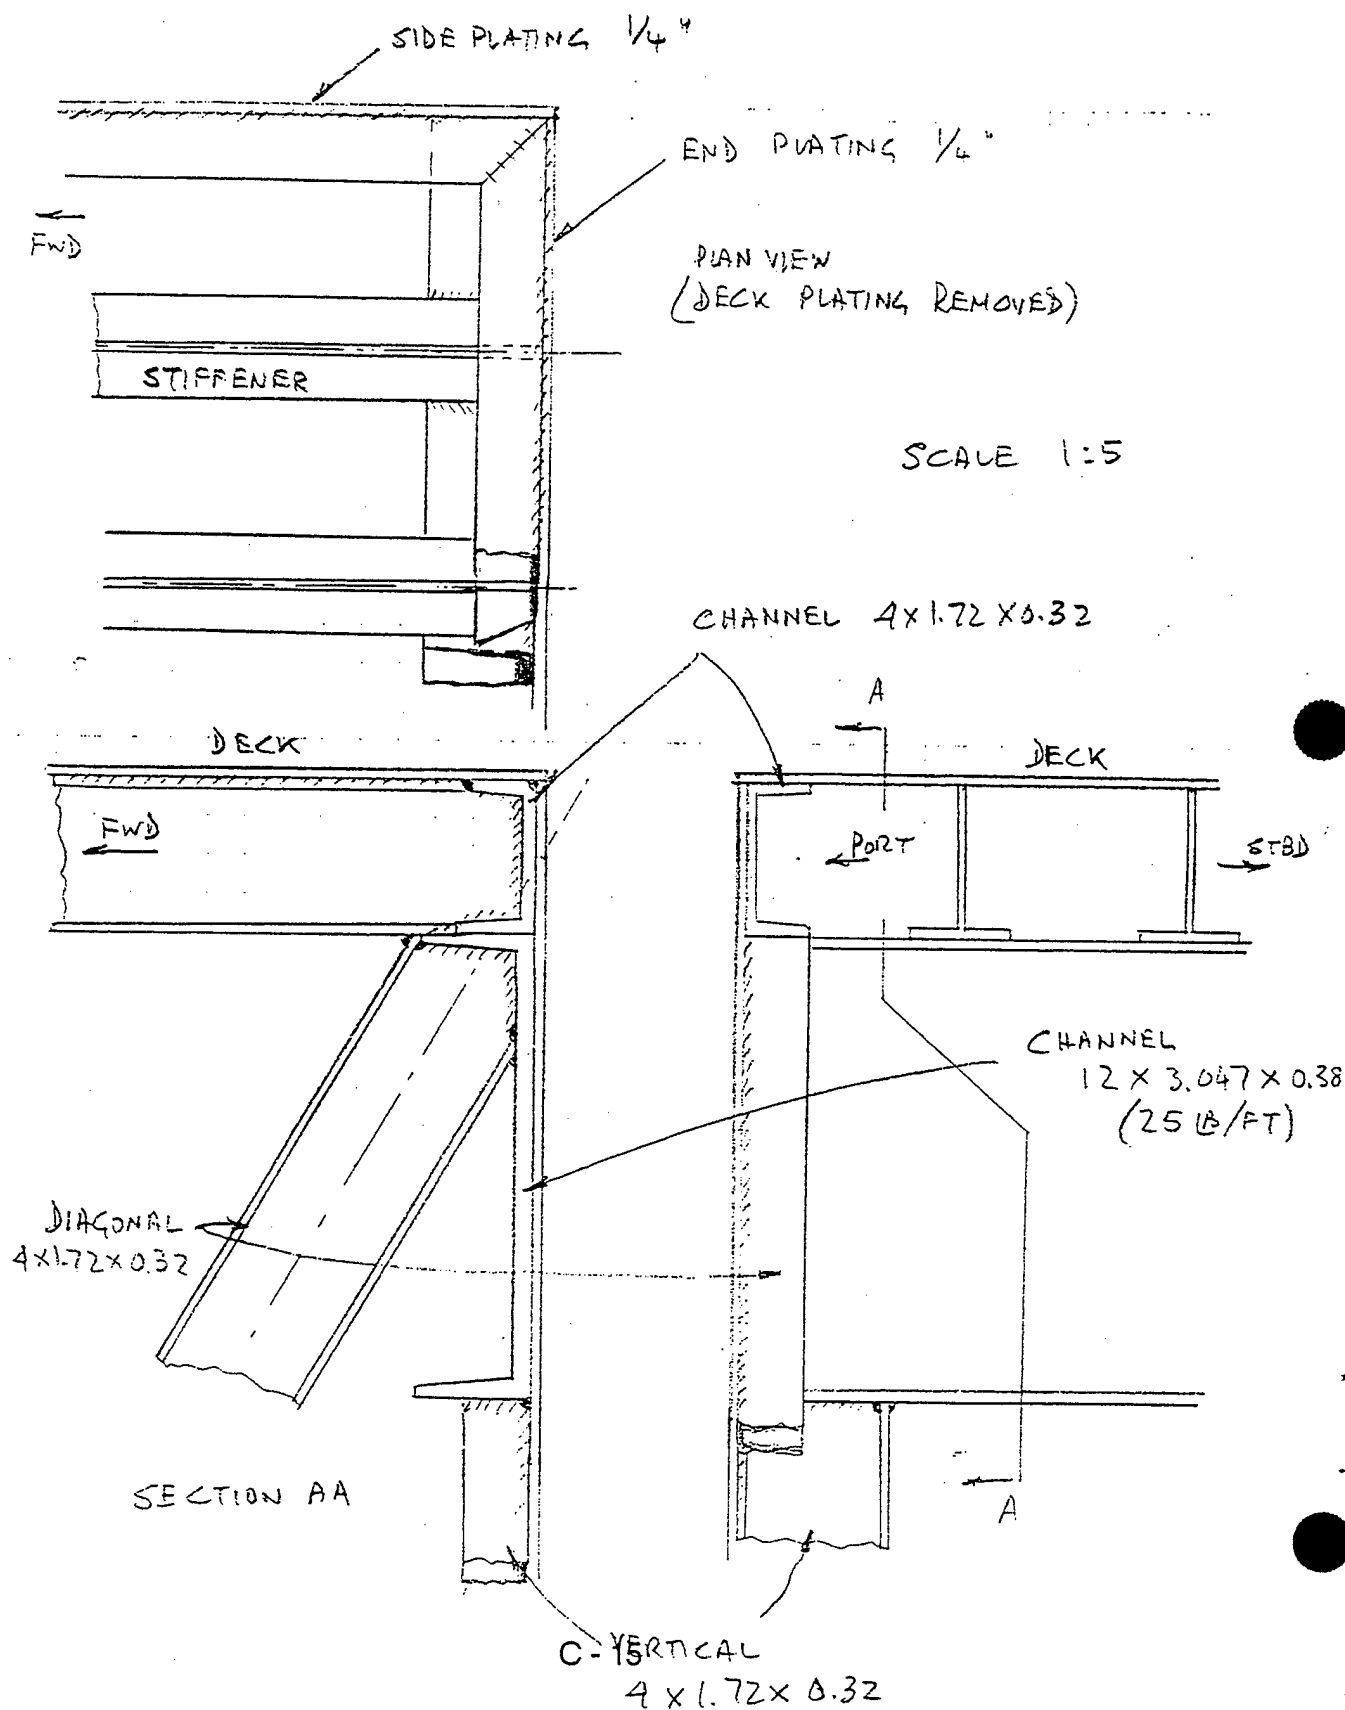 SIDE PLATING 1/4"
END PLATING 1/4"
FWD
PLAN VIEW
(DECK PLATING REMOVED)
STIFFENER
SCALE 1:5
CHANNEL 4X1.72X0.32
A
DECK
DECK
FWD
PORT
STBD
CHANNEL
12 X 3.047 X 0.38
(25 LB/FT)
DIAGONAL
4X1.72X0.32
SECTION AA
A
C-15
VERTICAL
4 X 1.72X 0.32